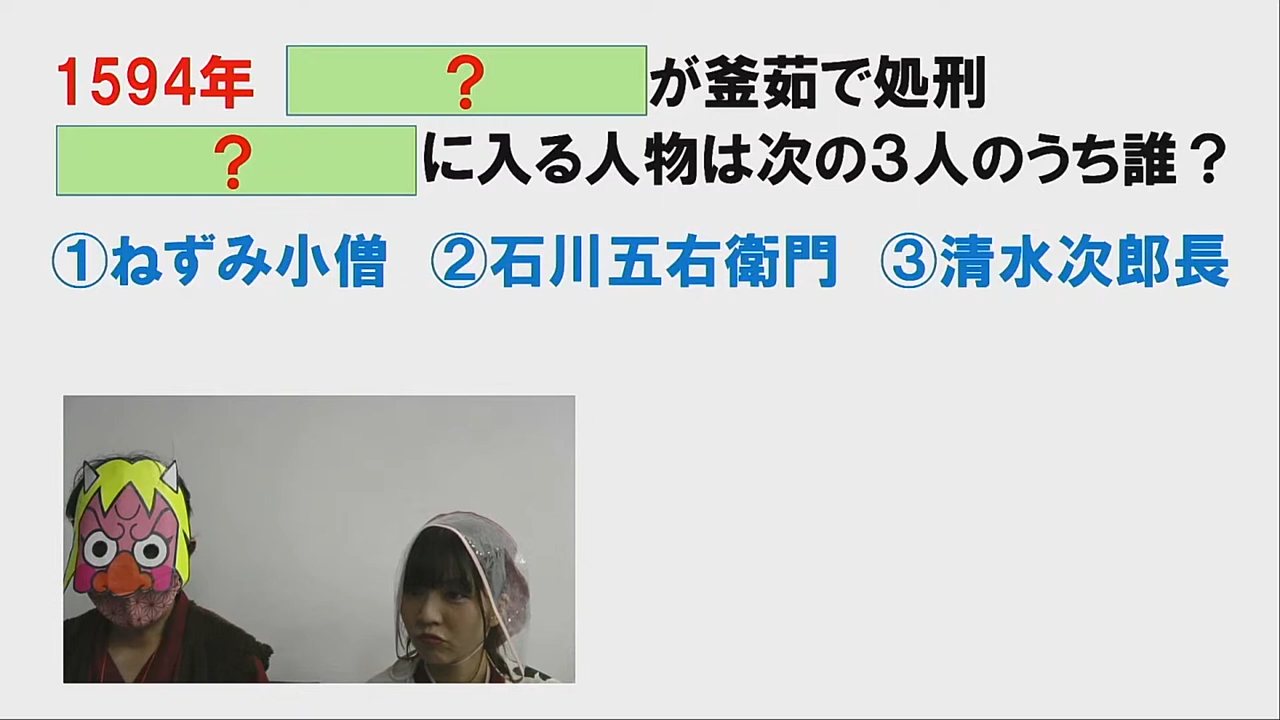 1594年 ？が釜茹で処刑
？に入る人物は次の３人のうち誰？
①ねずみ小僧 ②石川五右衛門 ③清水次郎長